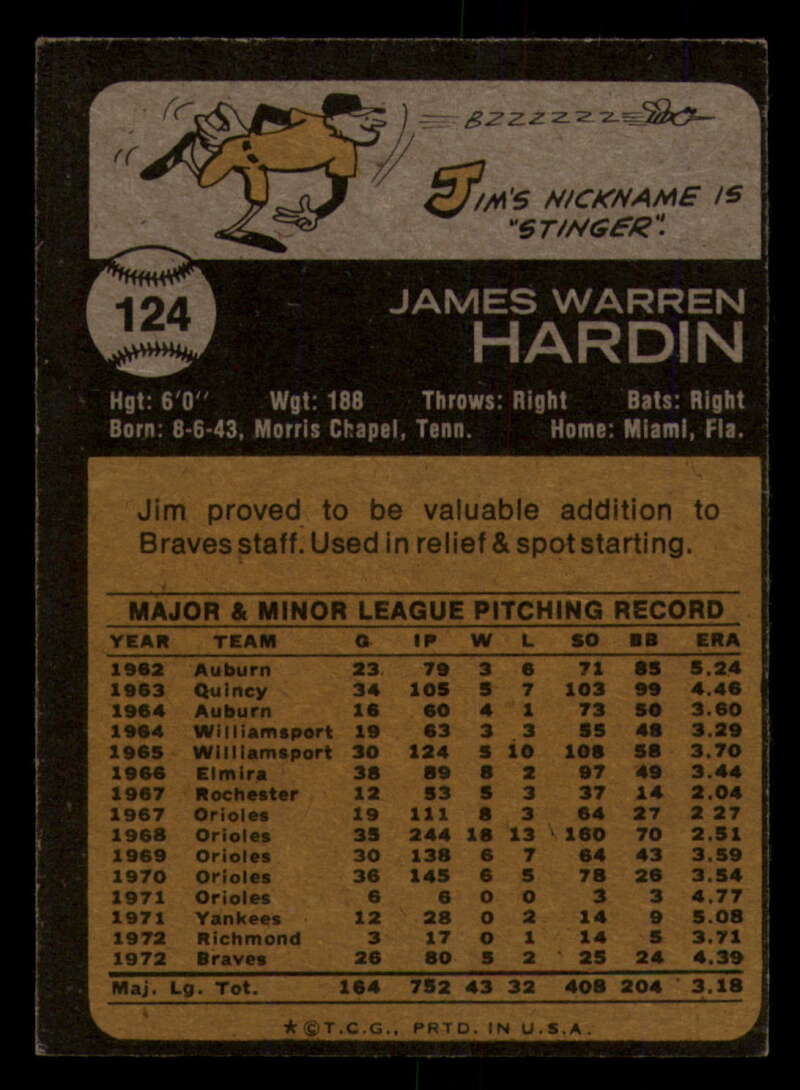 BZZZZZZZ
JIM'S NICKNAME IS
"STINGER".
124
JAMES WARREN
HARDIN
Hgt: 6'0" Wgt: 188 Throws: Right Bats: Right
Born: 8-6-43, Morris Chapel, Tenn. Home: Miami, Fla.
Jim proved to be valuable addition to
Braves staff. Used in relief & spot starting.
MAJOR & MINOR LEAGUE PITCHING RECORD
YEAR TEAM G IP W L SO BB ERA
1962 Auburn 23 79 3 6 71 85 5.24
1963 Quincy 34 105 5 7 103 99 4.46
1964 Auburn 16 60 4 1 73 50 3.60
1964 Williamsport 19 63 3 3 55 48 3.29
1965 Williamsport 30 124 5 10 108 58 3.70
1966 Elmira 38 89 8 2 97 49 3.44
1967 Rochester 12 53 5 3 37 14 2.04
1967 Orioles 19 111 8 3 64 27 2 27
1968 Orioles 35 244 18 13 160 70 2.51
1969 Orioles 30 138 6 7 64 43 3.59
1970 Orioles 36 145 6 5 78 26 3.54
1971 Orioles 6 6 0 0 3 3 4.77
1971 Yankees 12 28 0 2 14 9 5.08
1972 Richmond 3 17 0 1 14 5 3.71
1972 Braves 26 80 5 2 25 24 4.39
Maj. Lg. Tot. 164 752 43 32 408 204 3.18
★©T.C.G., PRTD. IN U.S.A.